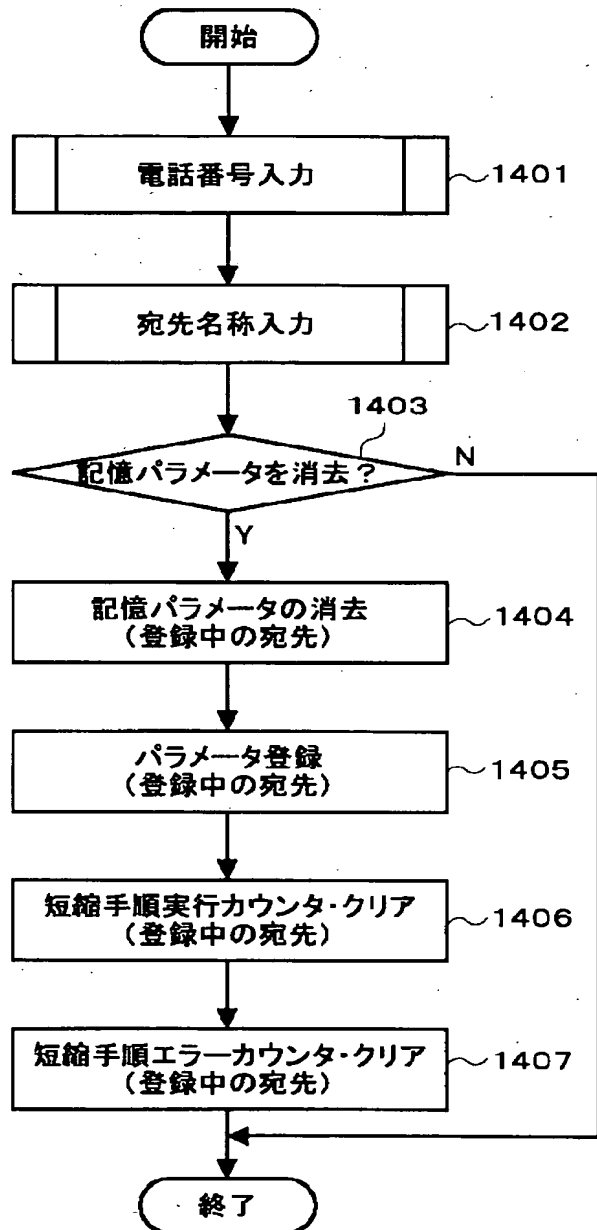 開始
電話番号入力
1401
宛先名称入力
1402
1403
記憶パラメータを消去?
N
Y
記憶パラメータの消去
(登録中の宛先)
1404
パラメータ登録
(登録中の宛先)
1405
短縮手順実行カウンタ・クリア
(登録中の宛先)
1406
短縮手順エラーカウンタ・クリア
(登録中の宛先)
1407
終了